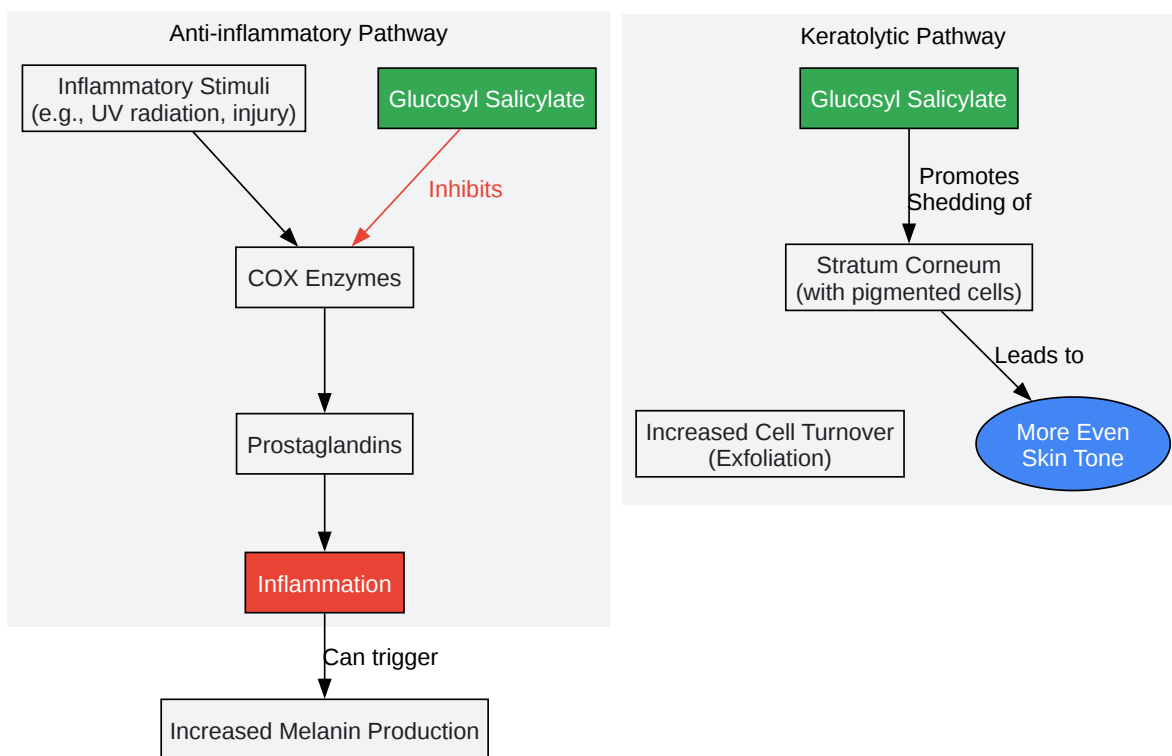 Anti-inflammatory Pathway
Inflammatory Stimuli
(e.g., UV radiation, injury)
Glucosyl Salicylate
Inhibits
COX Enzymes
Prostaglandins
Inflammation
Can trigger
Increased Melanin Production
Keratolytic Pathway
Glucosyl Salicylate
Promotes
Shedding of
Stratum Corneum
(with pigmented cells)
Leads to
Increased Cell Turnover
(Exfoliation)
More Even
Skin Tone